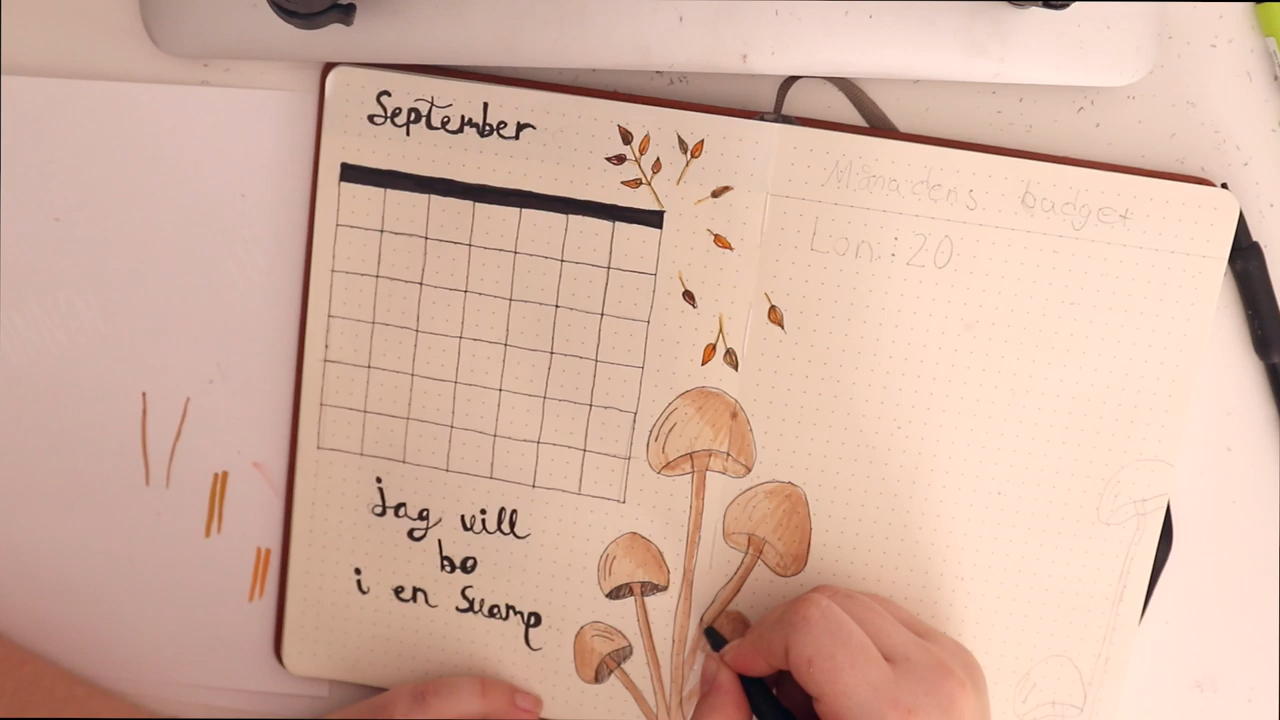 September
jag vill
bo
i en Svamp
Månadens budget
Lön: 20